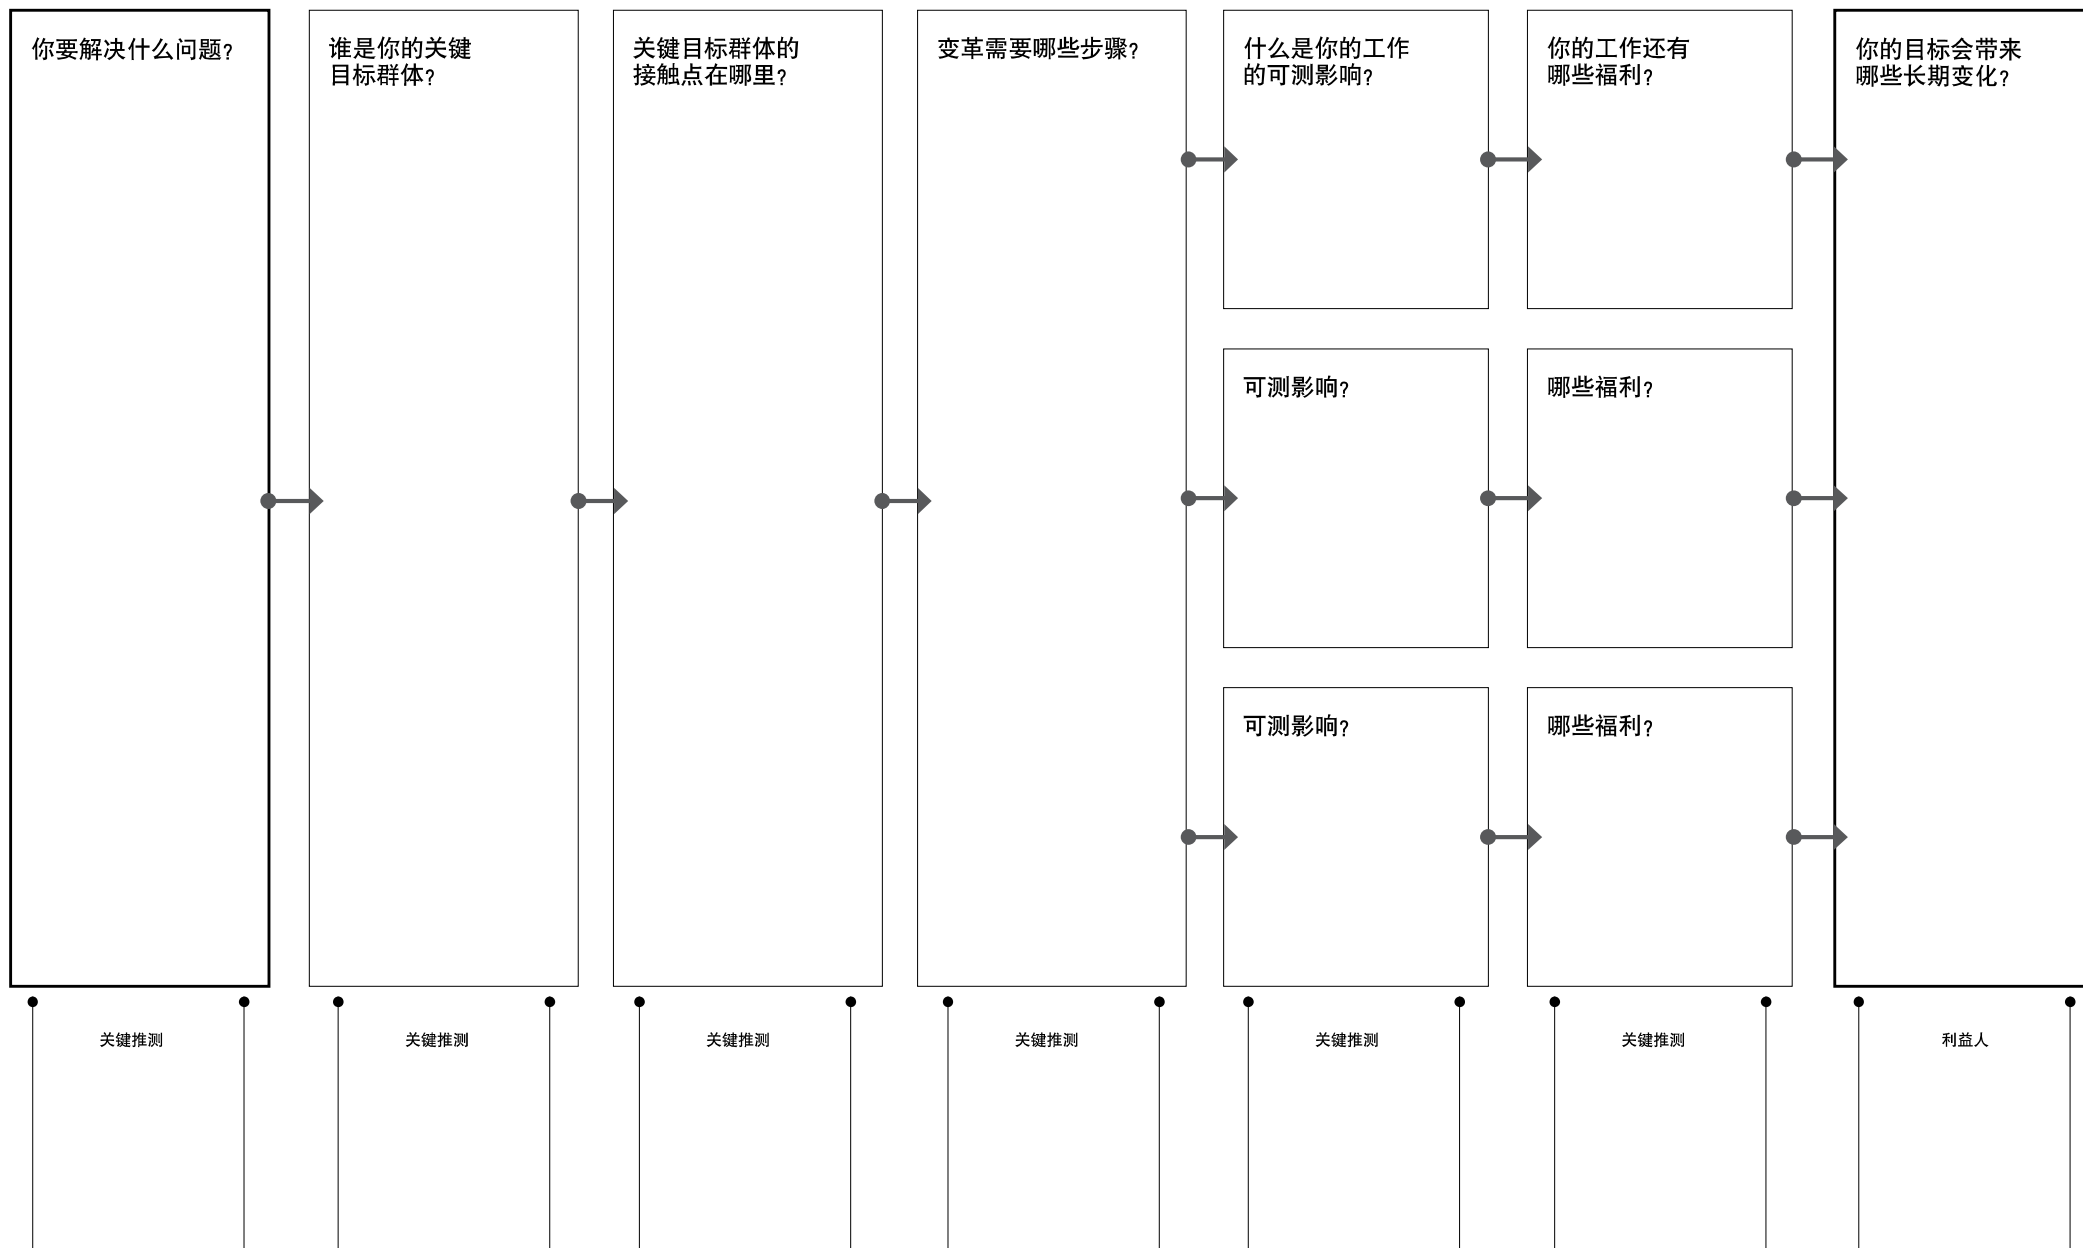 你要解决什么问题?
谁是你的关键
目标群体?
关键目标群体的
接触点在哪里?
变革需要哪些步骤?
什么是你的工作
的可测影响?
你的工作还有
哪些福利?
你的目标会带来
哪些长期变化?
可测影响?
哪些福利?
可测影响?
哪些福利?
关键推测
关键推测
关键推测
关键推测
关键推测
关键推测
利益人